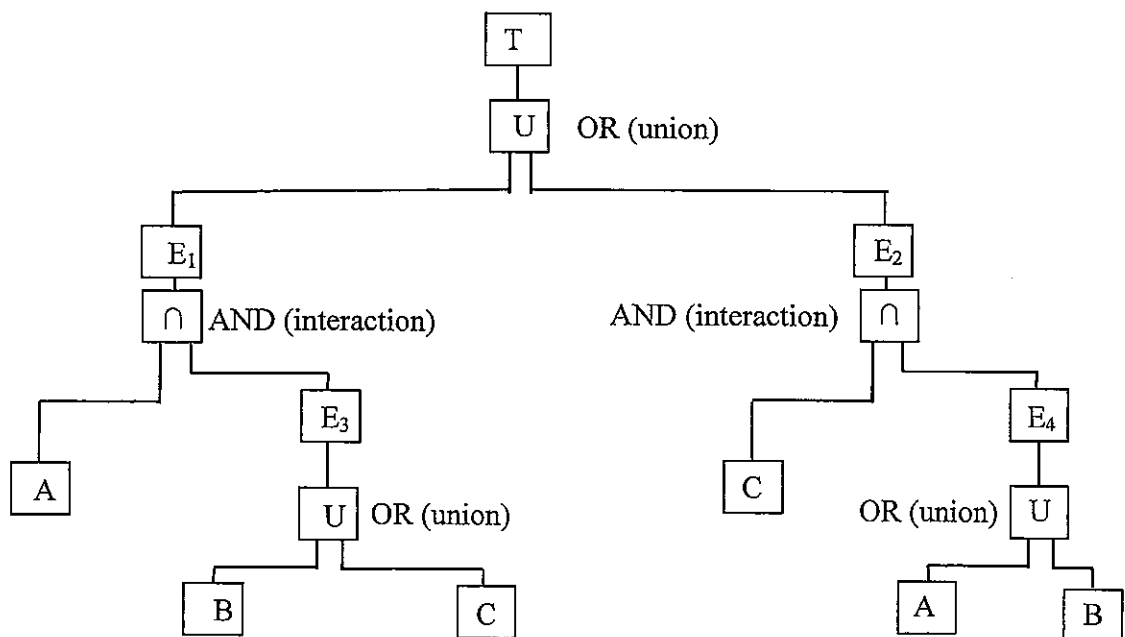 T
U OR (union)
E₁ E₂
∩ AND (interaction) AND (interaction) ∩
E₃ E₄
A C
U OR (union) OR (union) U
B C A B